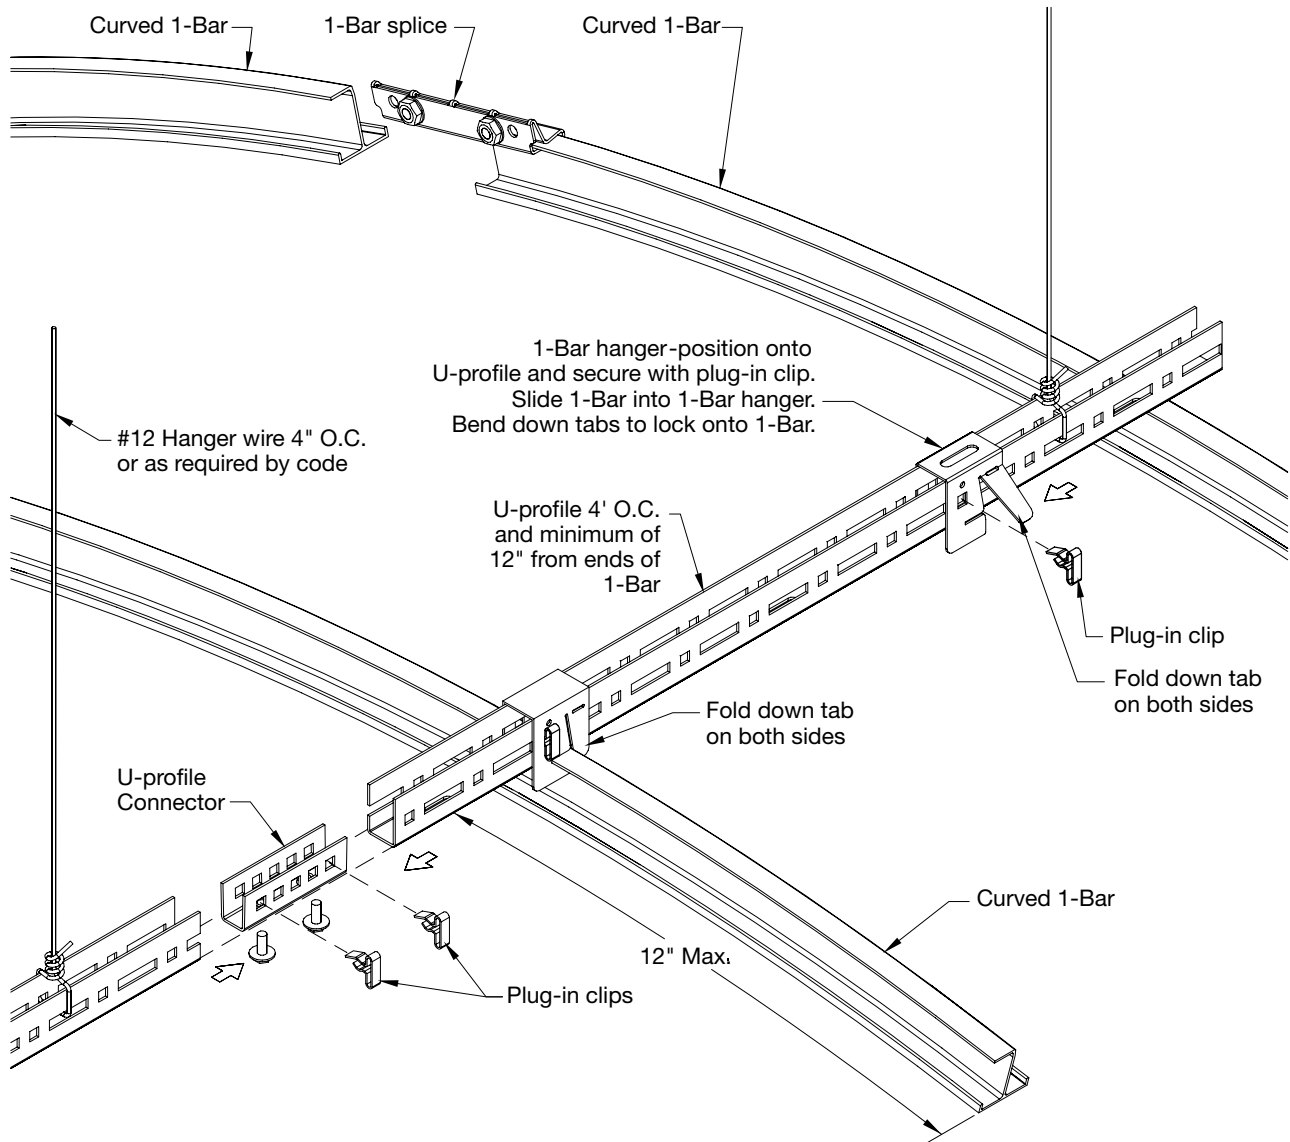 Curved 1-Bar
1-Bar splice
Curved 1-Bar
1-Bar hanger-position onto
U-profile and secure with plug-in clip.
Slide 1-Bar into 1-Bar hanger.
Bend down tabs to lock onto 1-Bar.
#12 Hanger wire 4" O.C.
or as required by code
U-profile 4' O.C.
and minimum of
12" from ends of
1-Bar
Plug-in clip
Fold down tab
on both sides
Fold down tab
on both sides
U-profile
Connector
Curved 1-Bar
12" Max.
Plug-in clips